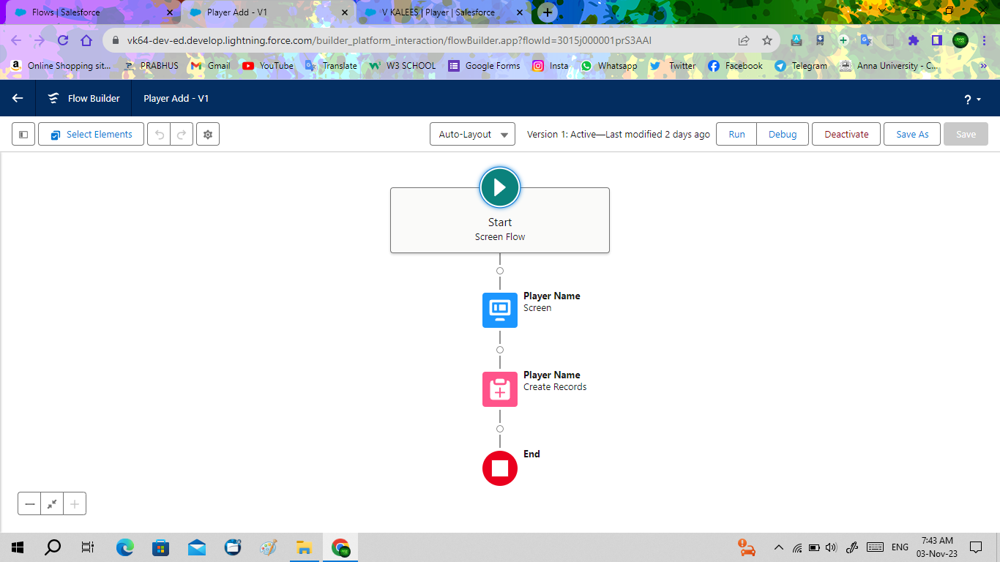 Flows | Salesforce
Player Add - V1
V KALEES | Player | Salesforce
vk64-dev-ed.develop.lightning.force.com/builder_platform_interaction/flowBuilder.app?flowId=3015j000001prS3AAI
Online Shopping sit...
PRABHUS
Gmail
YouTube
Translate
W3 SCHOOL
Google Forms
Insta
Whatsapp
Twitter
Facebook
Telegram
Anna University - C...
Flow Builder
Player Add - V1
?
Select Elements
Auto-Layout
Version 1: Active—Last modified 2 days ago
Run
Debug
Deactivate
Save As
Save
Start
Screen Flow
Player Name
Screen
Player Name
Create Records
End
ENG
7:43 AM
03-Nov-23